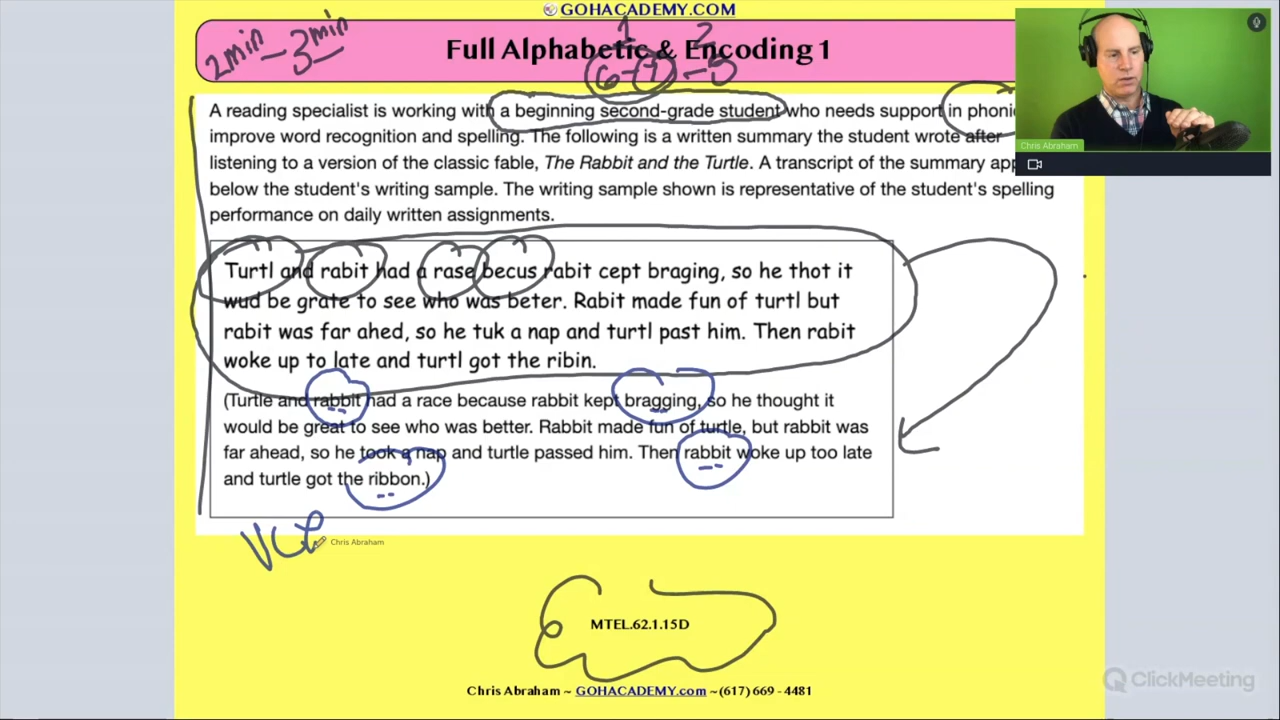 GOHACADEMY.COM
2min - 3min
Full Alphabetic & Encoding 1
1 2
6-7-8
A reading specialist is working with a beginning second-grade student who needs support in phoni
improve word recognition and spelling. The following is a written summary the student wrote after
listening to a version of the classic fable, The Rabbit and the Turtle. A transcript of the summary app
below the student's writing sample. The writing sample shown is representative of the student's spelling
performance on daily written assignments.
Turtl and rabit had a rase becus rabit cept braging, so he thot it
wud be grate to see who was beter. Rabit made fun of turtl but
rabit was far ahed, so he tuk a nap and turtl past him. Then rabit
woke up to late and turtl got the ribin.
(Turtle and rabbit had a race because rabbit kept bragging, so he thought it
would be great to see who was better. Rabbit made fun of turtle, but rabbit was
far ahead, so he took a nap and turtle passed him. Then rabbit woke up too late
and turtle got the ribbon.)
VCe
Chris Abraham
MTEL.62.1.15D
Chris Abraham ~ GOHACADEMY.com ~(617) 669 - 4481
Chris Abraham
ClickMeeting